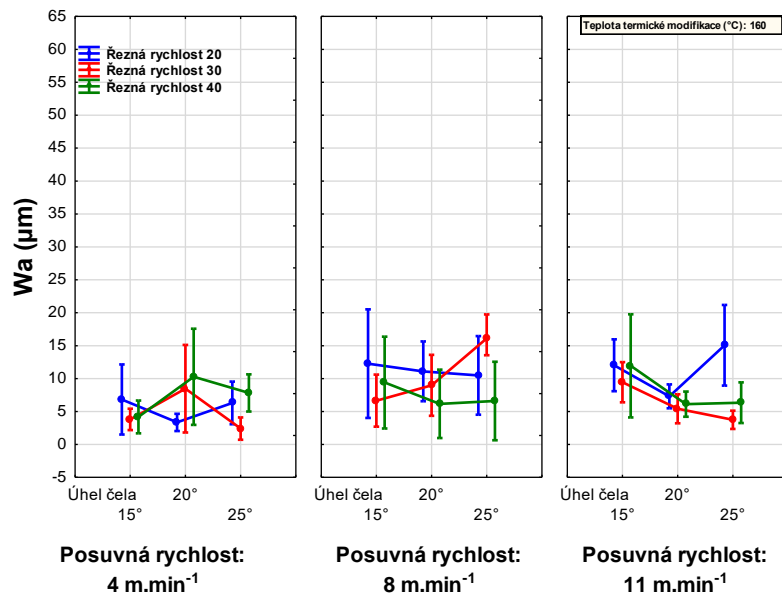 Teplota termické modifikace (°C): 160
Řezná rychlost 20
Řezná rychlost 30
Řezná rychlost 40
Wa (µm)
65
60
55
50
45
40
35
30
25
20
15
10
5
0
-5
Úhel čela 20°
15° 25°
Úhel čela 20°
15° 25°
Úhel čela 20°
15° 25°
Posuvná rychlost:
4 m.min⁻¹
Posuvná rychlost:
8 m.min⁻¹
Posuvná rychlost:
11 m.min⁻¹